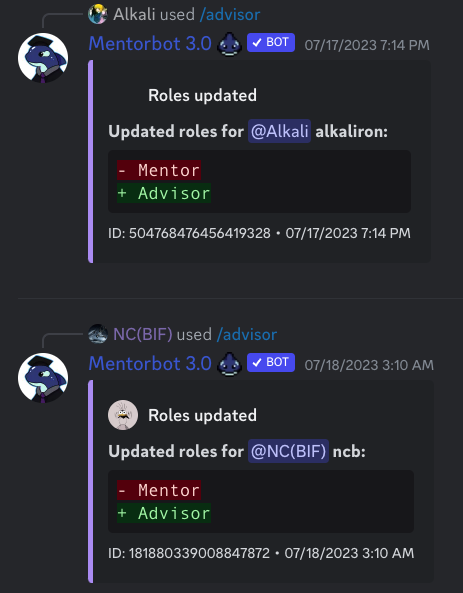 Alkali used /advisor
Mentorbot 3.0 ✓ BOT 07/17/2023 7:14 PM
Roles updated
Updated roles for @Alkali alkaliron:
- Mentor
+ Advisor
ID: 504768476456419328 • 07/17/2023 7:14 PM
NC(BIF) used /advisor
Mentorbot 3.0 ✓ BOT 07/18/2023 3:10 AM
Roles updated
Updated roles for @NC(BIF) ncb:
- Mentor
+ Advisor
ID: 181880339008847872 • 07/18/2023 3:10 AM